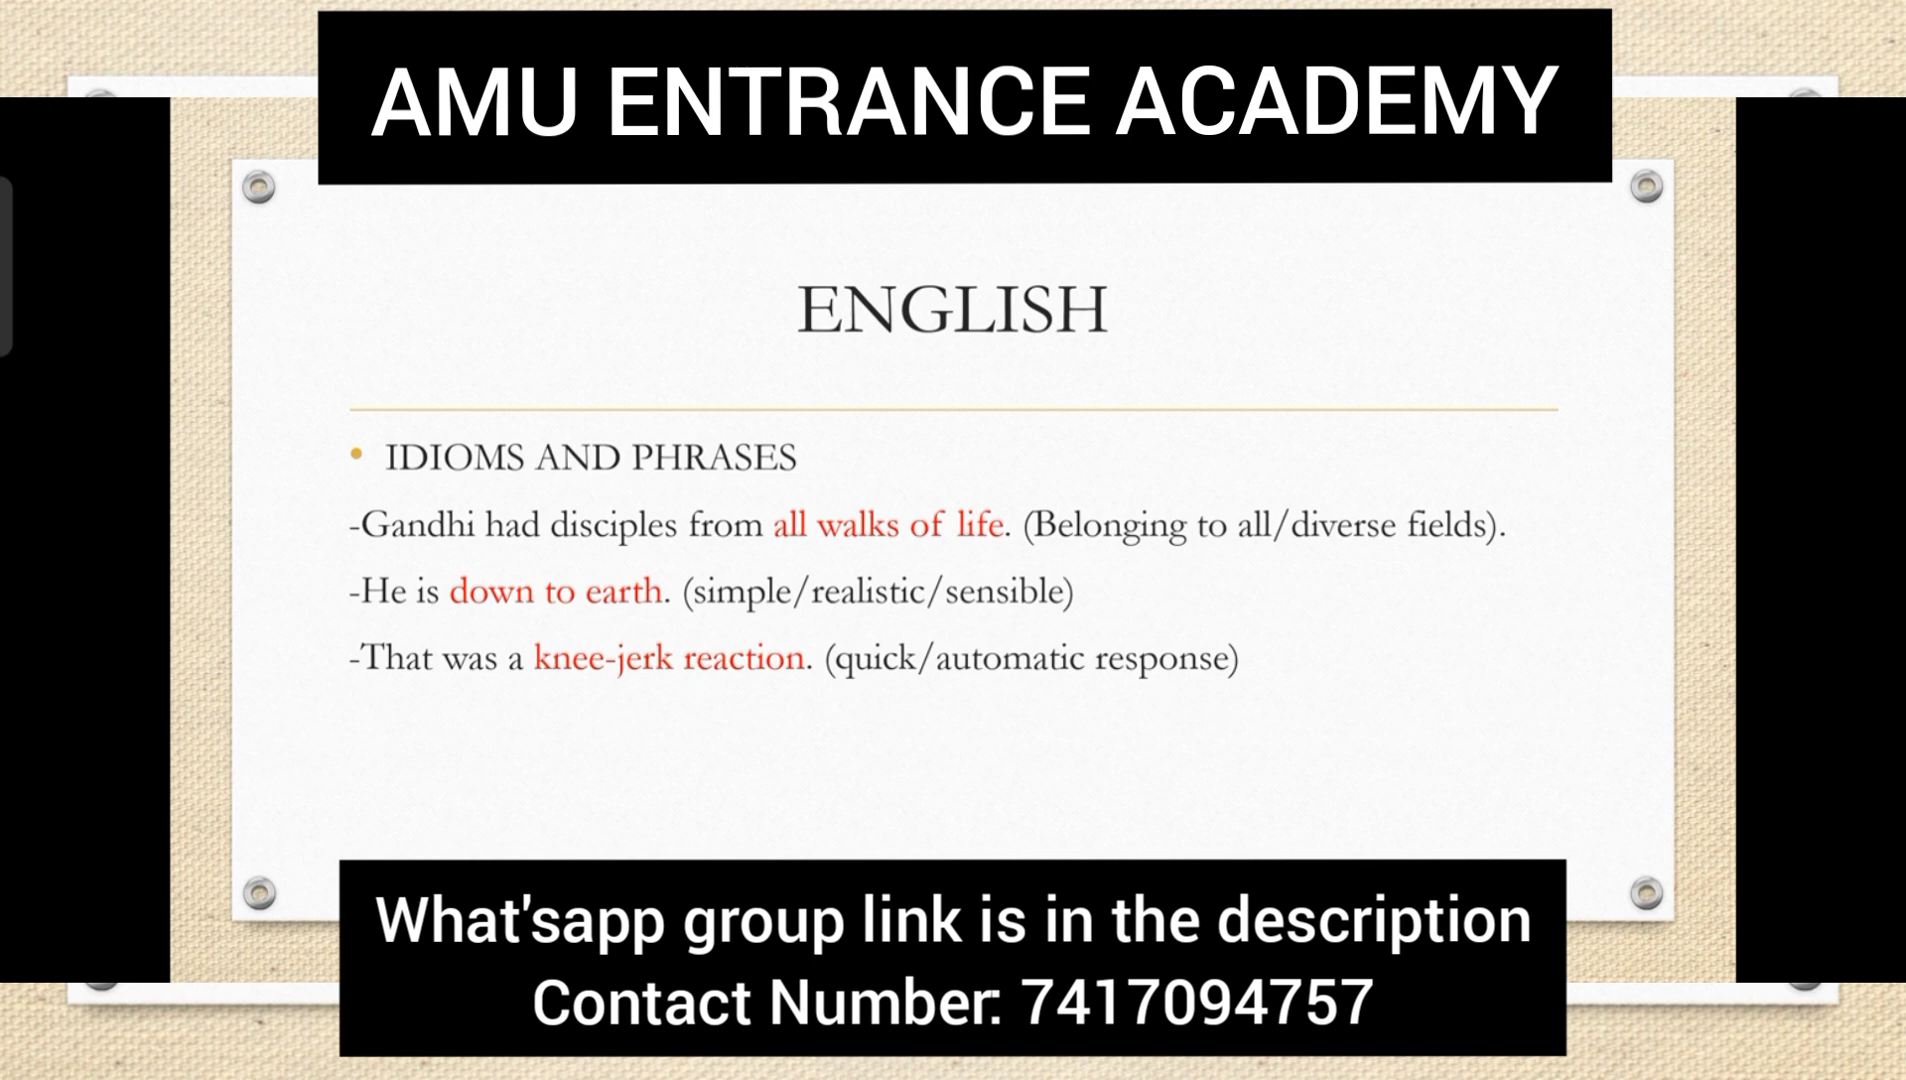 AMU ENTRANCE ACADEMY
ENGLISH
• IDIOMS AND PHRASES
-Gandhi had disciples from all walks of life. (Belonging to all/diverse fields).
-He is down to earth. (simple/realistic/sensible)
-That was a knee-jerk reaction. (quick/automatic response)
What'sapp group link is in the description
Contact Number: 7417094757